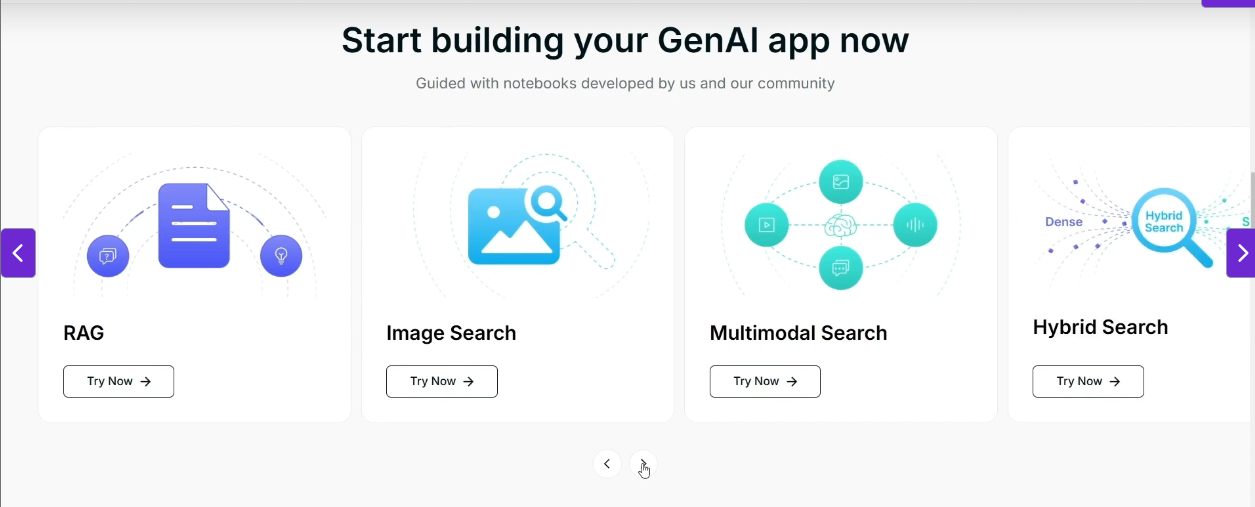 Start building your GenAI app now
Guided with notebooks developed by us and our community
Dense
Hybrid
Search
S
RAG
Image Search
Multimodal Search
Hybrid Search
Try Now →
Try Now →
Try Now →
Try Now →